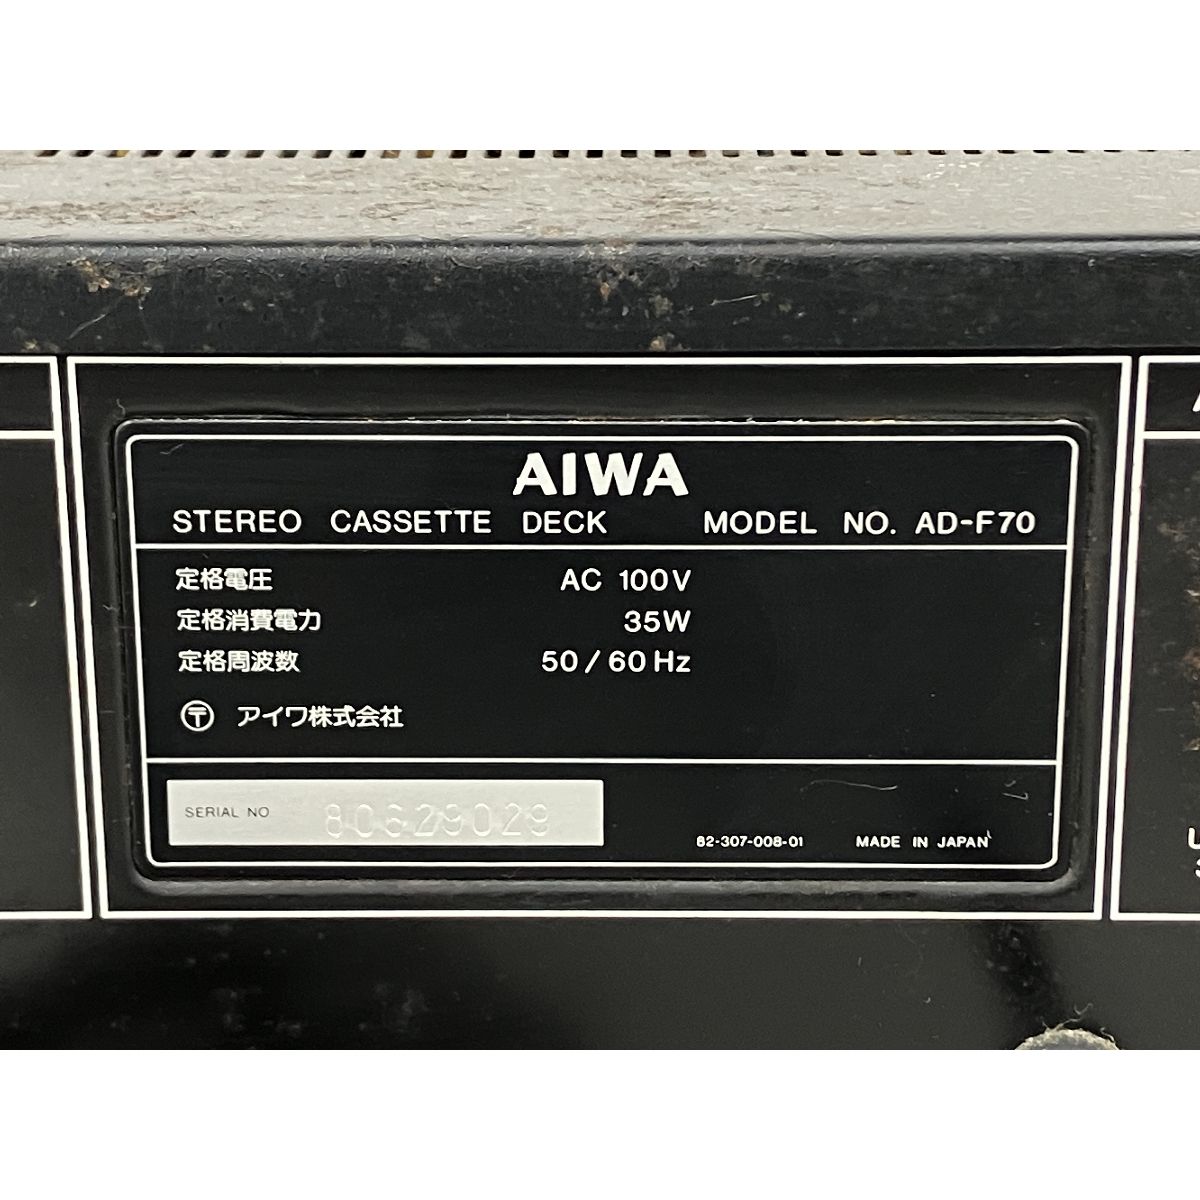 AIWA
STEREO CASSETTE DECK MODEL NO. AD-F70
定格電圧 AC 100V
定格消費電力 35W
定格周波数 50/60Hz
〶 アイワ株式会社
SERIAL NO 80629029
82-307-008-01 MADE IN JAPAN